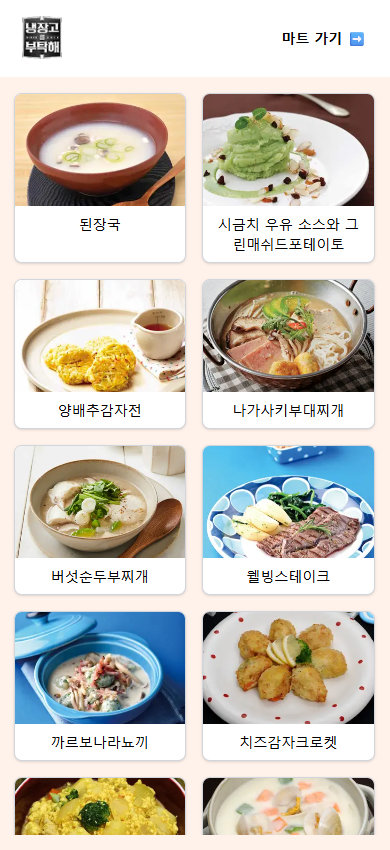 냉장고
부탁해
마트 가기 ➡️
된장국
시금치 우유 소스와 그
린매쉬드포테이토
양배추감자전
나가사키부대찌개
버섯순두부찌개
웰빙스테이크
까르보나라뇨끼
치즈감자크로켓